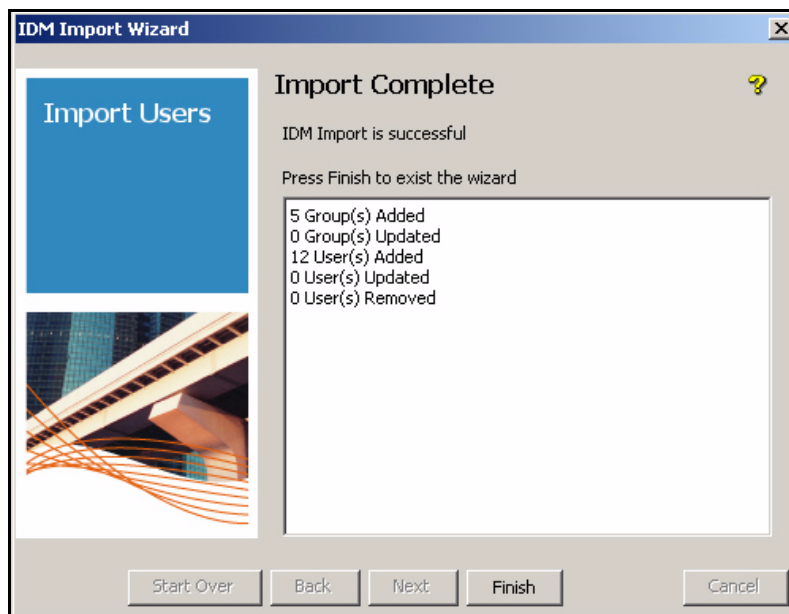 IDM Import Wizard
Import Users
Import Complete
IDM Import is successful
Press Finish to exist the wizard
5 Group(s) Added
0 Group(s) Updated
12 User(s) Added
0 User(s) Updated
0 User(s) Removed
Start Over
Back
Next
Finish
Cancel